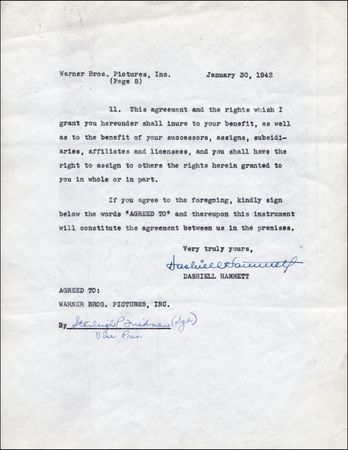 Warner Bros. Pictures, Inc. January 30, 1942
(Page 8)
11. This agreement and the rights which I
grant you hereunder shall inure to your benefit, as well
as to the benefit of your successors, assigns, subsidi-
aries, affiliates and licensees, and you shall have the
right to assign to others the rights herein granted to
you in whole or in part.
If you agree to the foregoing, kindly sign
below the words "AGREED TO" and thereupon this instrument
will constitute the agreement between us in the premises.
Very truly yours,
Dashiell Hammett
DASHIELL HAMMETT
AGREED TO:
WARNER BROS. PICTURES, INC.
By
Vice Pres.